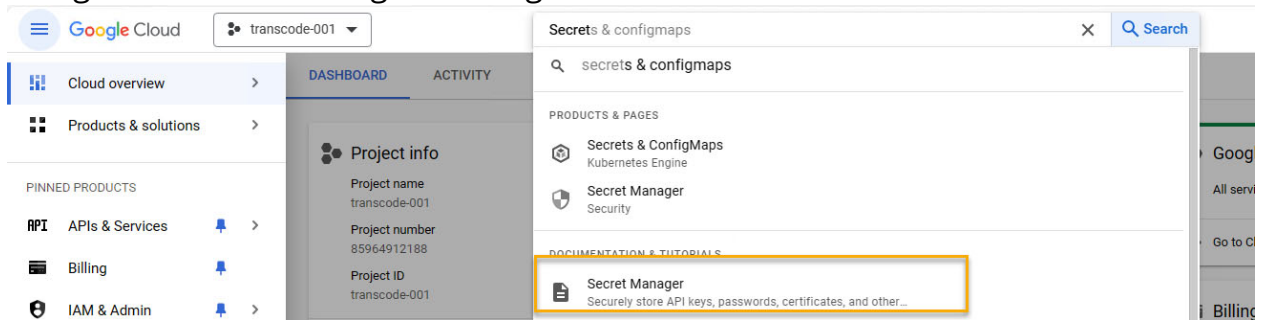 Google Cloud
transcode-001
Secrets & configmaps
Search
Cloud overview
Products & solutions
PINNED PRODUCTS
API APIs & Services
Billing
IAM & Admin
DASHBOARD ACTIVITY
Project info
Project name
transcode-001
Project number
85964912188
Project ID
transcode-001
secrets & configmaps
PRODUCTS & PAGES
Secrets & ConfigMaps
Kubernetes Engine
Secret Manager
Security
DOCUMENTATION & TUTORIALS
Secret Manager
Securely store API keys, passwords, certificates, and other...
Goog
All servi
Go to Cl
Billing